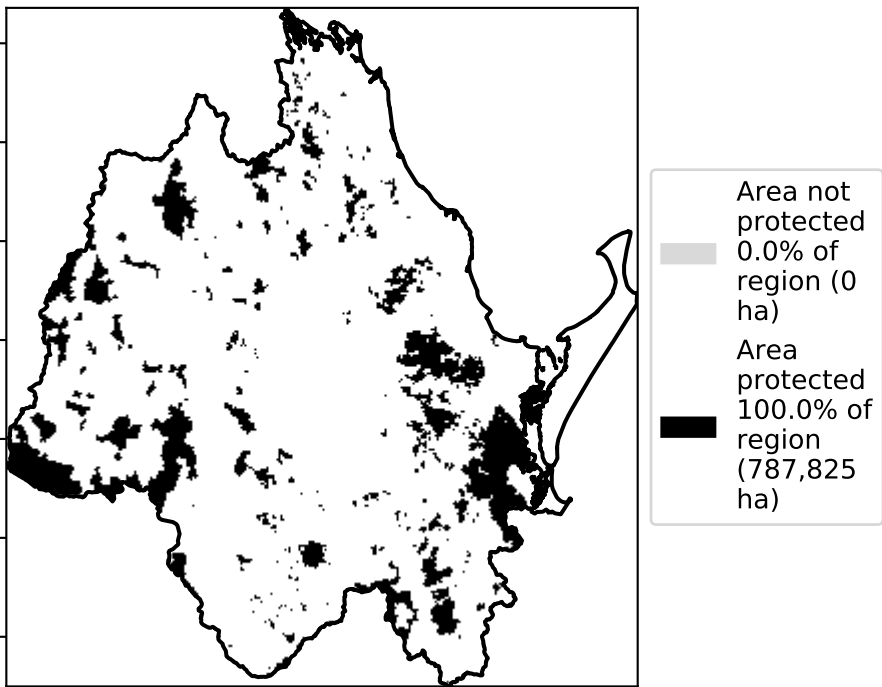 Area not
protected
0.0% of
region (0
ha)
Area
protected
100.0% of
region
(787,825
ha)